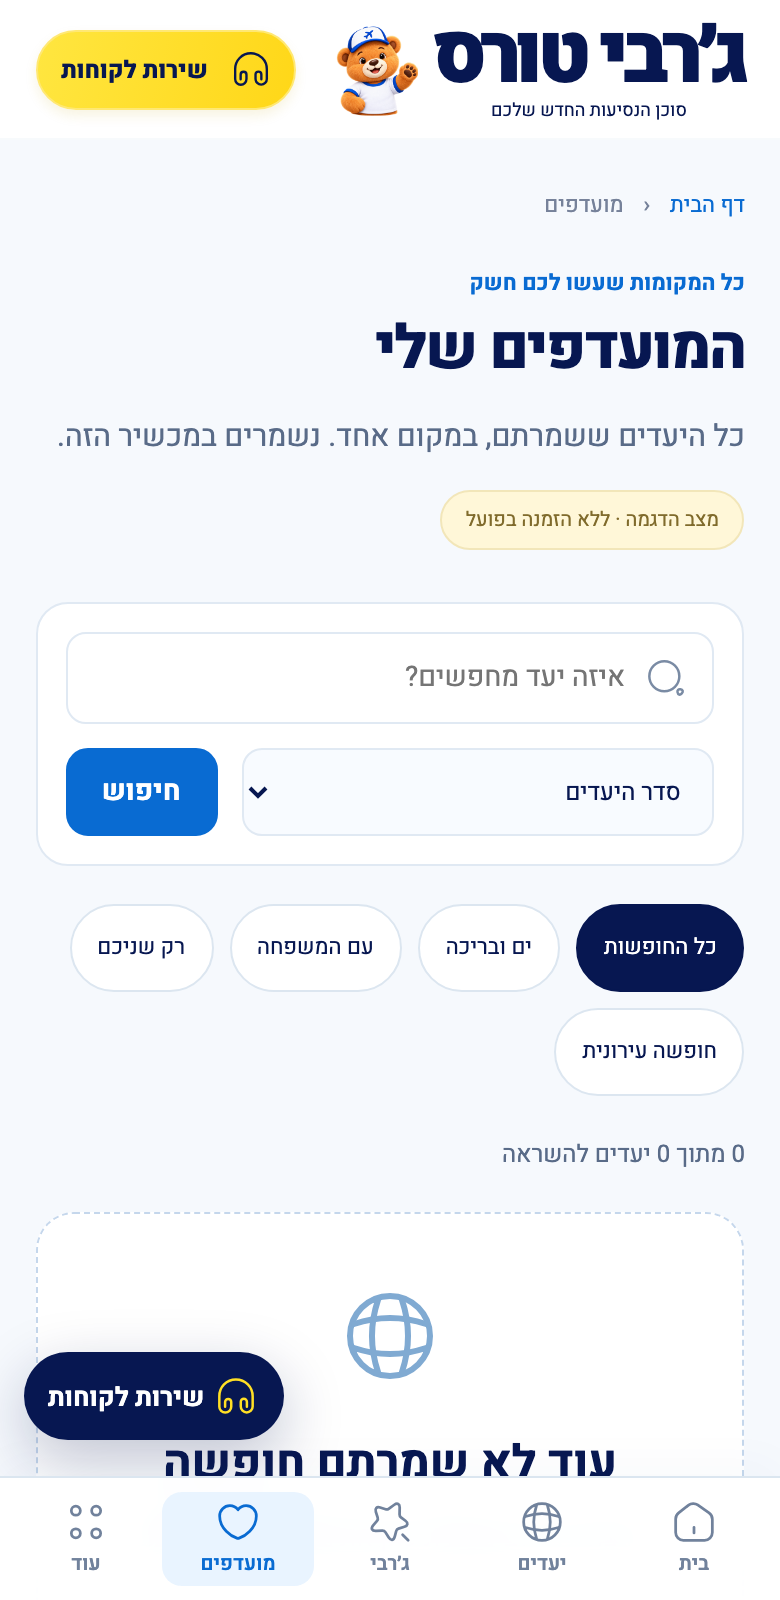 ג׳רבי טורס
סוכן הנסיעות החדש שלכם
שירות לקוחות
דף הבית › מועדפים
כל המקומות שעשו לכם חשק
המועדפים שלי
כל היעדים ששמרתם, במקום אחד. נשמרים במכשיר הזה.
מצב הדגמה · ללא הזמנה בפועל
איזה יעד מחפשים?
סדר היעדים
חיפוש
כל החופשות
ים ובריכה
עם המשפחה
רק שניכם
חופשה עירונית
0 מתוך 0 יעדים להשראה
עוד לא שמרתם חופשה
שירות לקוחות
בית
יעדים
ג׳רבי
מועדפים
עוד